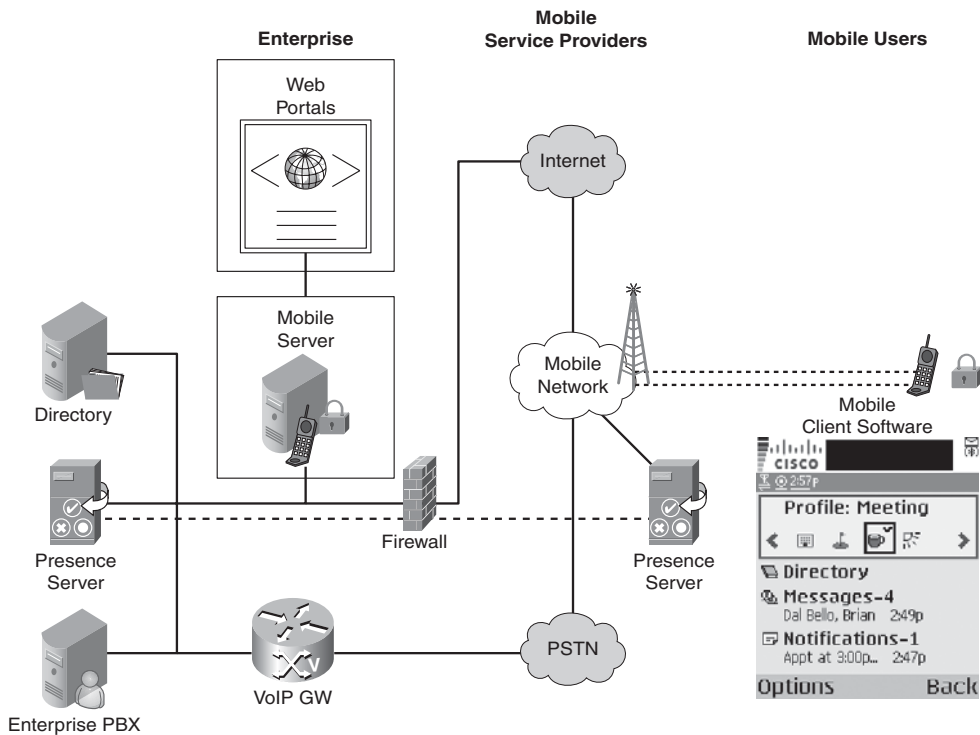 Enterprise
Mobile
Service Providers
Mobile Users
Web
Portals
Internet
Mobile
Server
Mobile
Network
Directory
Mobile
Client Software
Presence
Server
Firewall
Presence
Server
Enterprise PBX
V
VoIP GW
PSTN
CISCO
2:57p
Profile: Meeting
Directory
Messages-4
Dal Bello, Brian 2:49p
Notifications-1
Appt at 3:00p... 2:47p
Options Back